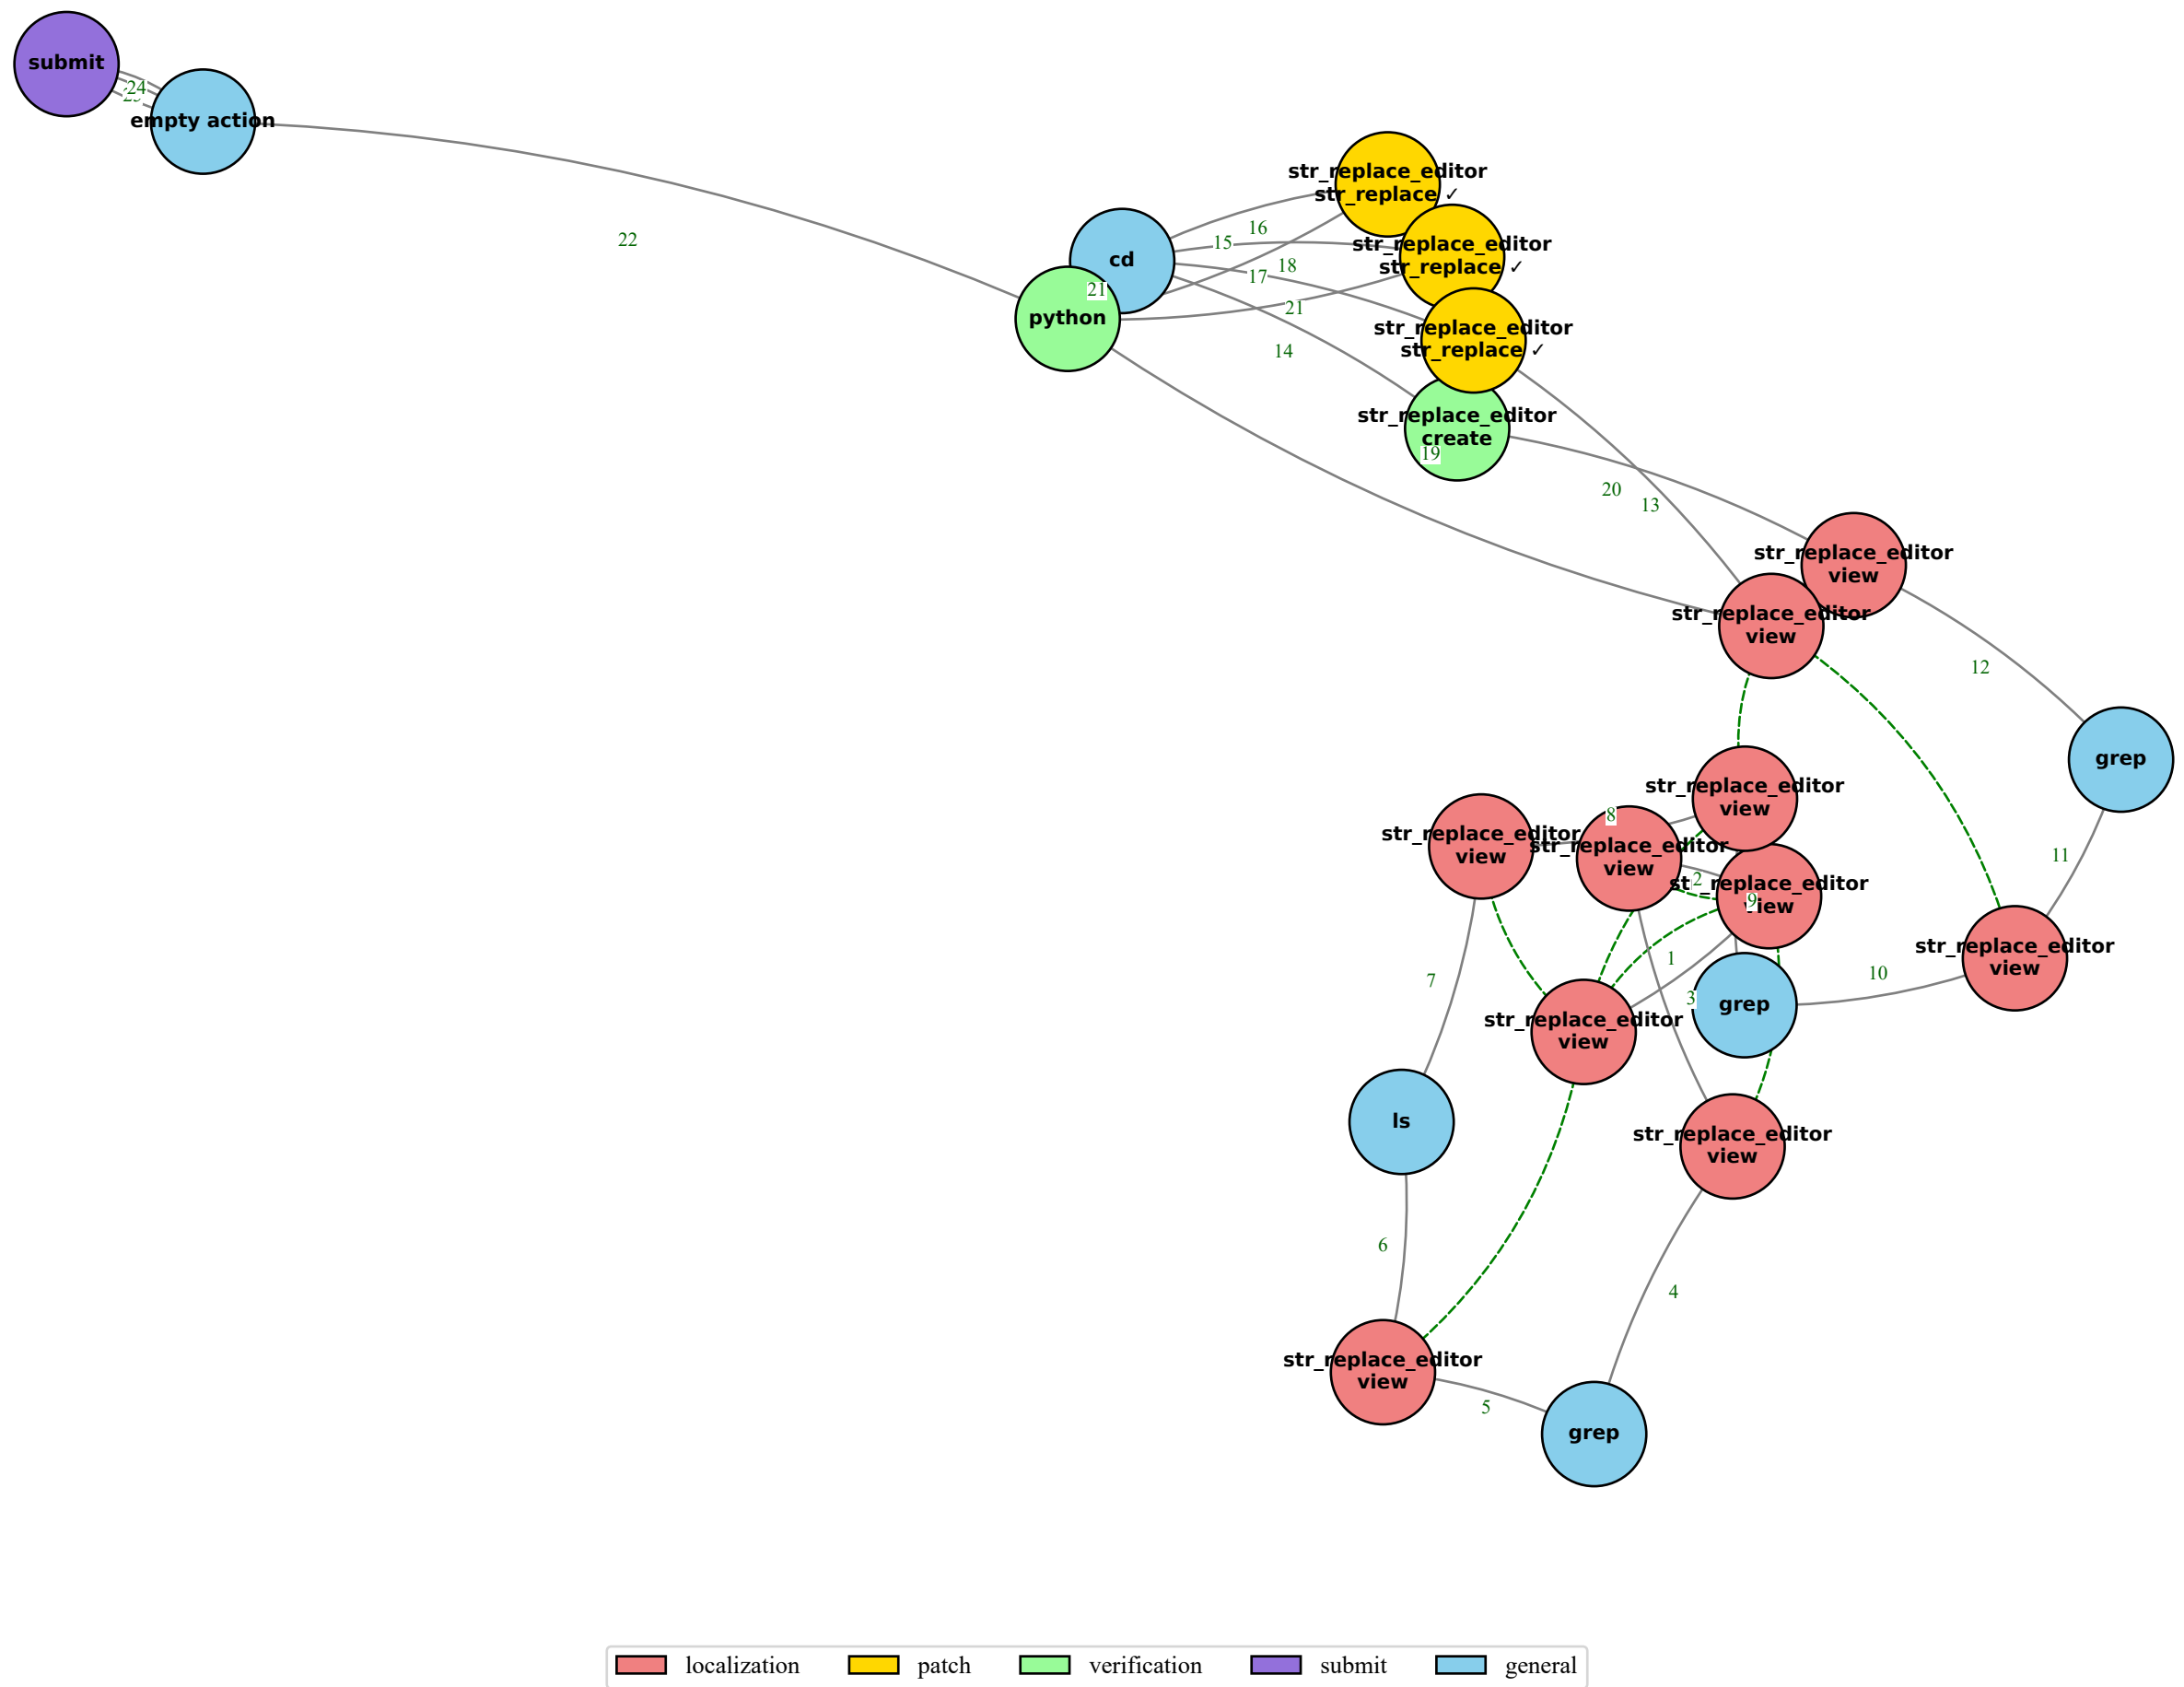 submit
24
empty action
22
str_replace_editor
str_replace ✓
16
15
str_replace_editor
str_replace ✓
cd
18
17
21
python
21
str_replace_editor
str_replace ✓
14
str_replace_editor
create
19
20
13
str_replace_editor
view
str_replace_editor
view
12
grep
str_replace_editor
view
8
str_replace_editor
view
str_replace_editor
view
2
str_replace_editor
view
9
11
1
str_replace_editor
view
10
7
3
grep
str_replace_editor
view
ls
str_replace_editor
view
6
4
str_replace_editor
view
5
grep
localization
patch
verification
submit
general